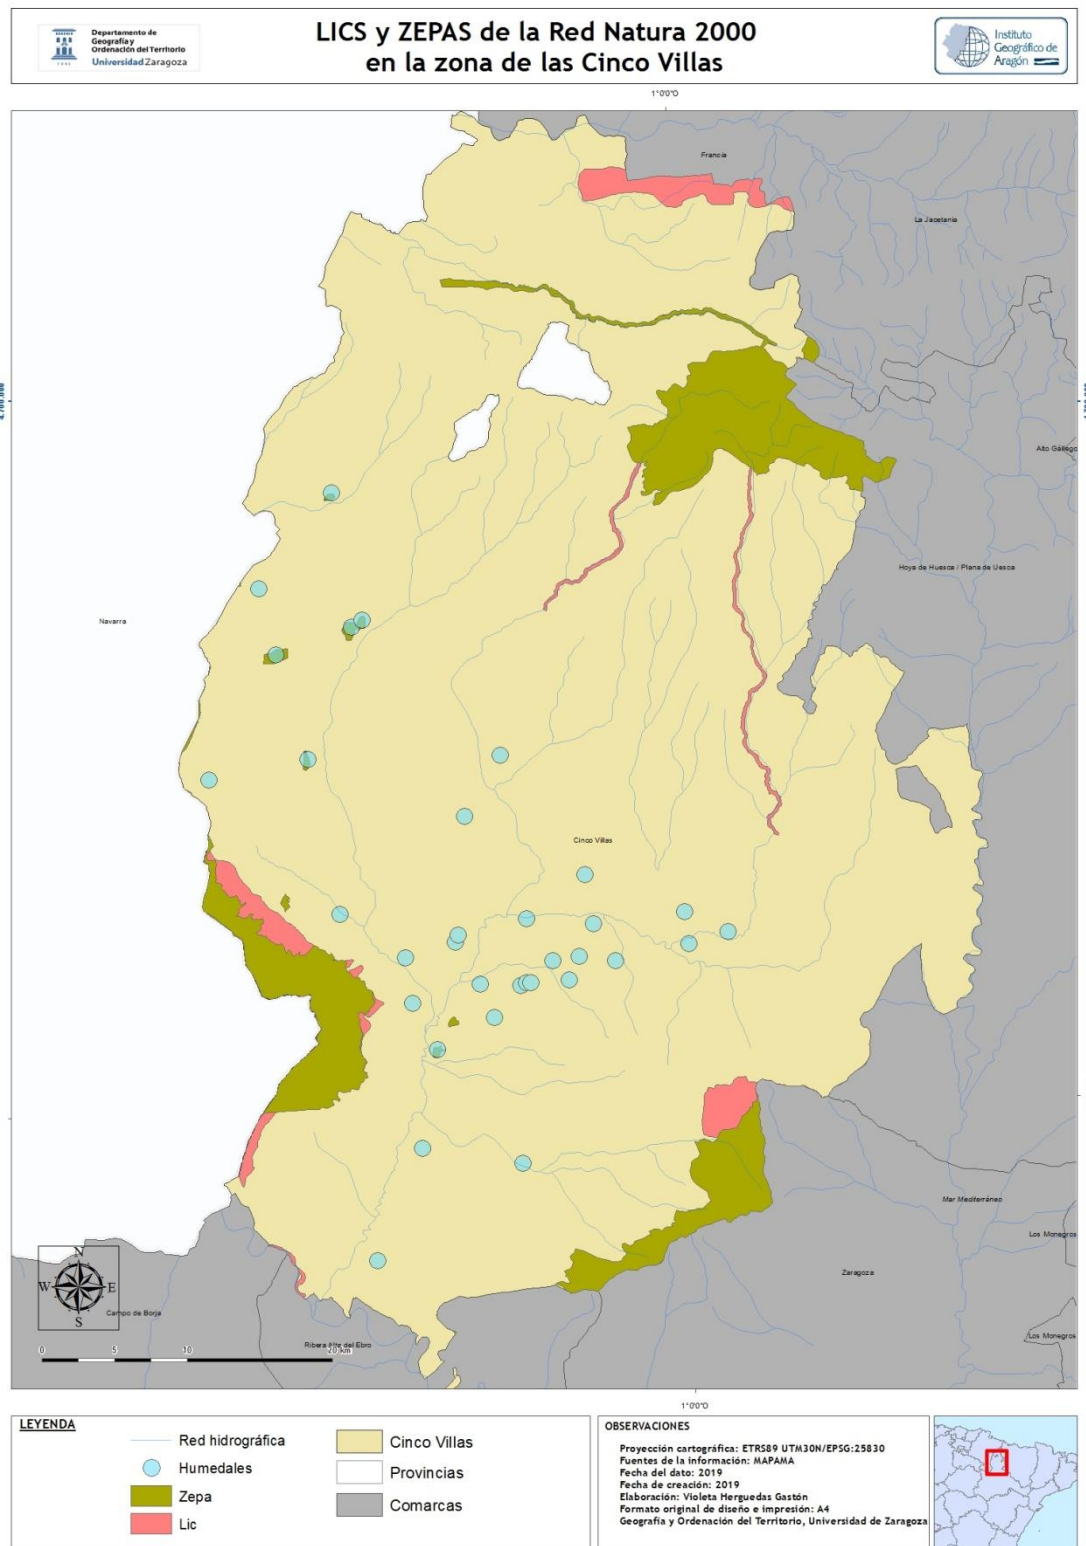 Departamento de
Geografía y
Ordenación del Territorio
Universidad Zaragoza
1542
LICS y ZEPAS de la Red Natura 2000
en la zona de las Cinco Villas
Instituto
Geográfico de
Aragón
1°0'0"O
Francia
La Jacetania
4.700.000
Alto Gállego
Hoya de Huesca / Plana de Uesca
Navarra
Cinco Villas
Mar Mediterráneo
Los Monegros
Zaragoza
N
W E
S
Campo de Borja
Los Monegros
Ribera Alta del Ebro
0 5 10 20 km
1°0'0"O
LEYENDA
Red hidrográfica
Humedales
Zepa
Lic
Cinco Villas
Provincias
Comarcas
OBSERVACIONES
Proyección cartográfica: ETRS89 UTM30N/EPSG:25830
Fuentes de la información: MAPAMA
Fecha del dato: 2019
Fecha de creación: 2019
Elaboración: Violeta Herguedas Gastón
Formato original de diseño e impresión: A4
Geografía y Ordenación del Territorio, Universidad de Zaragoza